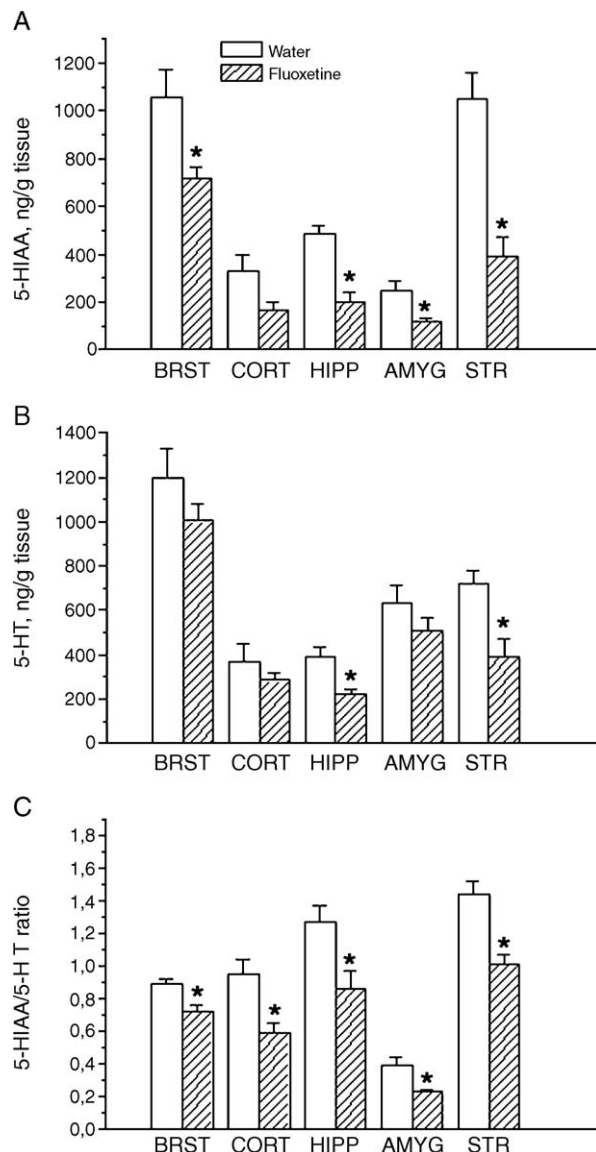 A
Water
Fluoxetine
5-HIAA, ng/g tissue
1200
1000
800
600
400
200
0
* * * *
BRST CORT HIPP AMYG STR
B
5-HT, ng/g tissue
1400
1200
1000
800
600
400
200
0
* *
BRST CORT HIPP AMYG STR
C
5-HIAA/5-H T ratio
1,8
1,6
1,4
1,2
1,0
0,8
0,6
0,4
0,2
0,0
* * * * *
BRST CORT HIPP AMYG STR